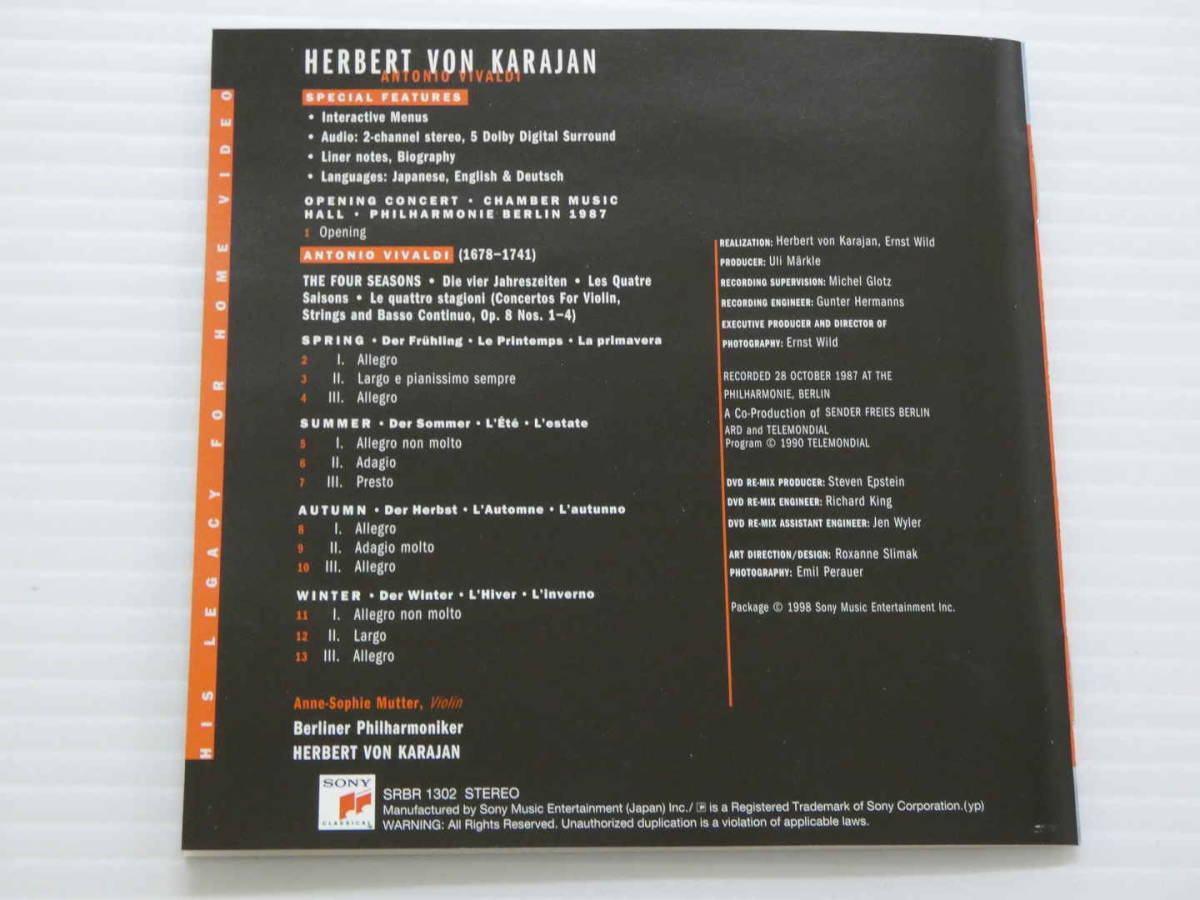 HERBERT VON KARAJAN
ANTONIO VIVALDI
SPECIAL FEATURES
• Interactive Menus
• Audio: 2-channel stereo, 5 Dolby Digital Surround
• Liner notes, Biography
• Languages: Japanese, English & Deutsch
OPENING CONCERT • CHAMBER MUSIC
HALL • PHILHARMONIE BERLIN 1987
1 Opening
ANTONIO VIVALDI (1678–1741)
THE FOUR SEASONS • Die vier Jahreszeiten • Les Quatre
Saisons • Le quattro stagioni (Concertos For Violin,
Strings and Basso Continuo, Op. 8 Nos. 1–4)
SPRING • Der Frühling • Le Printemps • La primavera
2 I. Allegro
3 II. Largo e pianissimo sempre
4 III. Allegro
SUMMER • Der Sommer • L'Été • L'estate
5 I. Allegro non molto
6 II. Adagio
7 III. Presto
AUTUMN • Der Herbst • L'Automne • L'autunno
8 I. Allegro
9 II. Adagio molto
10 III. Allegro
WINTER • Der Winter • L'Hiver • L'inverno
11 I. Allegro non molto
12 II. Largo
13 III. Allegro
Anne-Sophie Mutter, Violin
Berliner Philharmoniker
HERBERT VON KARAJAN
REALIZATION: Herbert von Karajan, Ernst Wild
PRODUCER: Uli Märkle
RECORDING SUPERVISION: Michel Glotz
RECORDING ENGINEER: Gunter Hermanns
EXECUTIVE PRODUCER AND DIRECTOR OF
PHOTOGRAPHY: Ernst Wild
RECORDED 28 OCTOBER 1987 AT THE
PHILHARMONIE, BERLIN
A Co-Production of SENDER FREIES BERLIN
ARD and TELEMONDIAL
Program © 1990 TELEMONDIAL
DVD RE-MIX PRODUCER: Steven Epstein
DVD RE-MIX ENGINEER: Richard King
DVD RE-MIX ASSISTANT ENGINEER: Jen Wyler
ART DIRECTION/DESIGN: Roxanne Slimak
PHOTOGRAPHY: Emil Perauer
Package © 1998 Sony Music Entertainment Inc.
HIS LEGACY FOR HOME VIDEO
SONY
CLASSICAL
SRBR 1302 STEREO
Manufactured by Sony Music Entertainment (Japan) Inc./ is a Registered Trademark of Sony Corporation.(yp)
WARNING: All Rights Reserved. Unauthorized duplication is a violation of applicable laws.